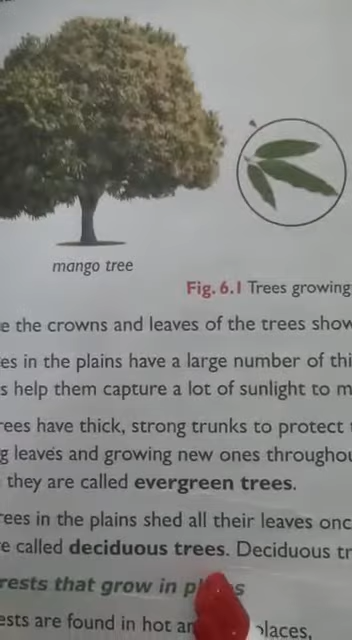 mango tree
Fig. 6.1 Trees growing
e the crowns and leaves of the trees show
es in the plains have a large number of thi
s help them capture a lot of sunlight to m
rees have thick, strong trunks to protect
g leaves and growing new ones throughou
they are called evergreen trees.
rees in the plains shed all their leaves onc
e called deciduous trees. Deciduous tr
rests that grow in
ests are found in hot an places,